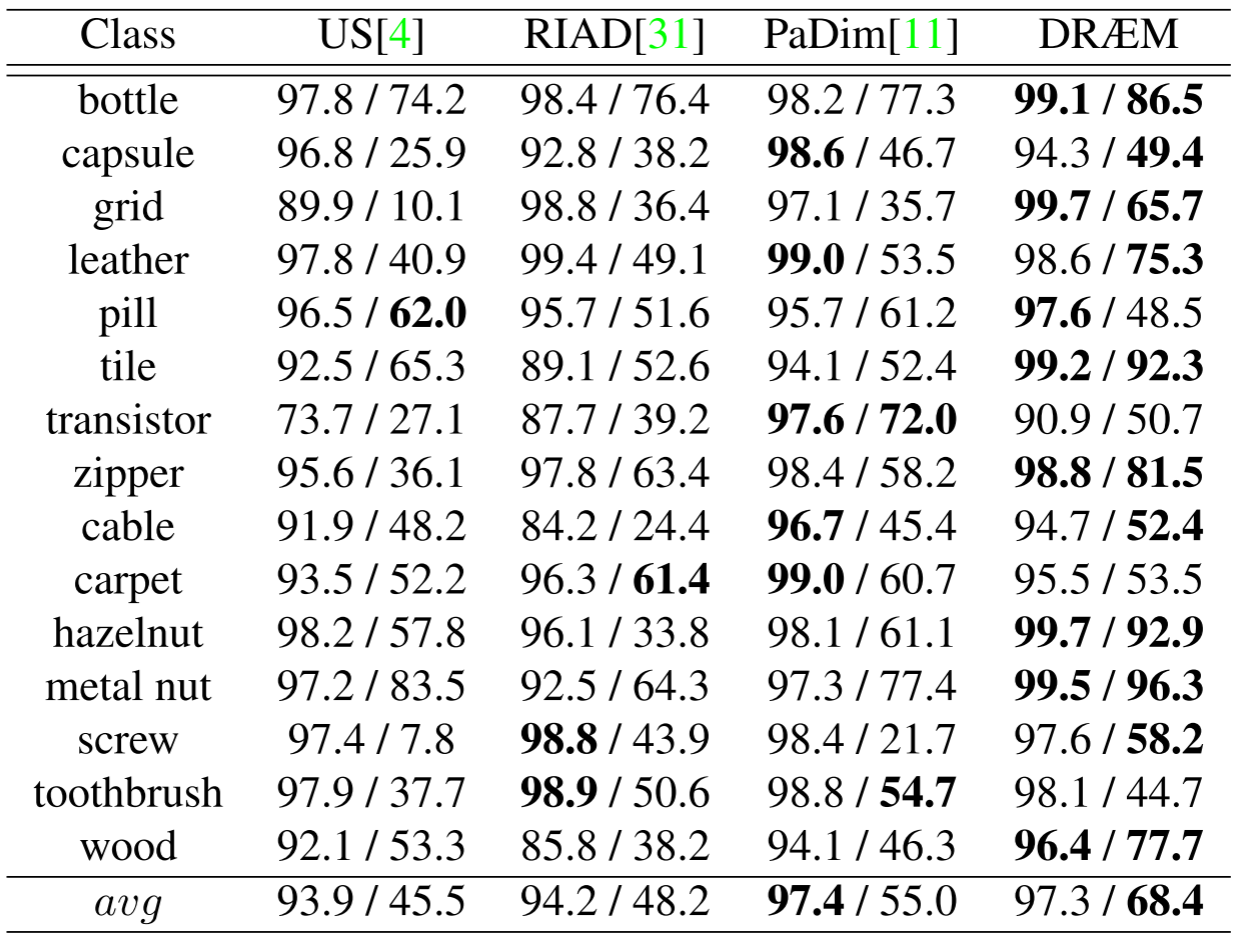 Class US[4] RIAD[31] PaDim[11] DRÆM
bottle 97.8 / 74.2 98.4 / 76.4 98.2 / 77.3 99.1 / 86.5
capsule 96.8 / 25.9 92.8 / 38.2 98.6 / 46.7 94.3 / 49.4
grid 89.9 / 10.1 98.8 / 36.4 97.1 / 35.7 99.7 / 65.7
leather 97.8 / 40.9 99.4 / 49.1 99.0 / 53.5 98.6 / 75.3
pill 96.5 / 62.0 95.7 / 51.6 95.7 / 61.2 97.6 / 48.5
tile 92.5 / 65.3 89.1 / 52.6 94.1 / 52.4 99.2 / 92.3
transistor 73.7 / 27.1 87.7 / 39.2 97.6 / 72.0 90.9 / 50.7
zipper 95.6 / 36.1 97.8 / 63.4 98.4 / 58.2 98.8 / 81.5
cable 91.9 / 48.2 84.2 / 24.4 96.7 / 45.4 94.7 / 52.4
carpet 93.5 / 52.2 96.3 / 61.4 99.0 / 60.7 95.5 / 53.5
hazelnut 98.2 / 57.8 96.1 / 33.8 98.1 / 61.1 99.7 / 92.9
metal nut 97.2 / 83.5 92.5 / 64.3 97.3 / 77.4 99.5 / 96.3
screw 97.4 / 7.8 98.8 / 43.9 98.4 / 21.7 97.6 / 58.2
toothbrush 97.9 / 37.7 98.9 / 50.6 98.8 / 54.7 98.1 / 44.7
wood 92.1 / 53.3 85.8 / 38.2 94.1 / 46.3 96.4 / 77.7
avg 93.9 / 45.5 94.2 / 48.2 97.4 / 55.0 97.3 / 68.4